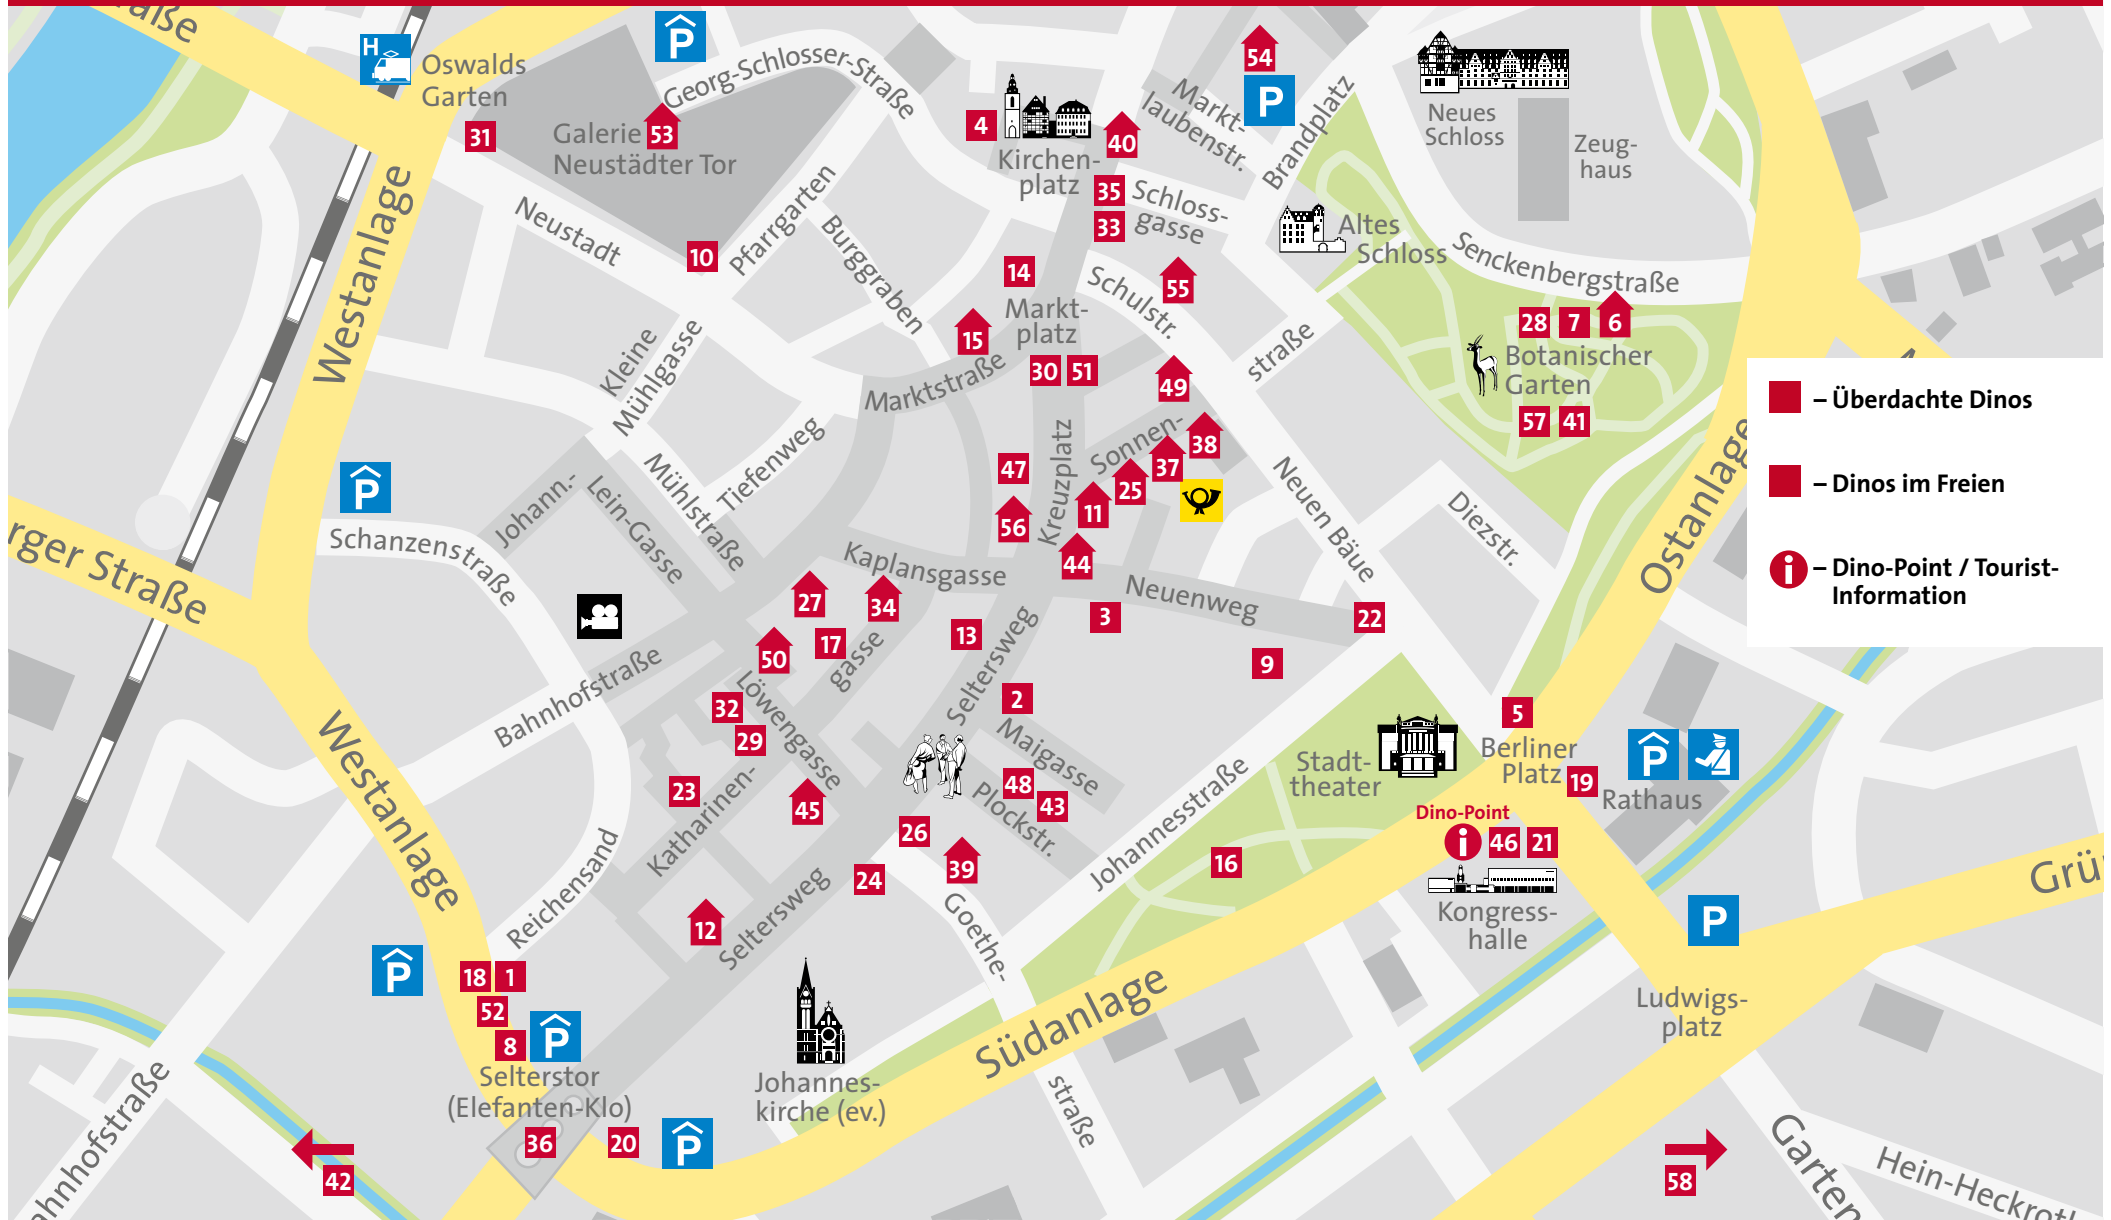 raße
H
Oswalds
Garten
P
Georg-Schlosser-Straße
31
Galerie
Neustädter Tor
53
4
Kirchen-
platz
40
54
P
Markt-
laubenstr.
Brandplatz
Neues
Schloss
Zeug-
haus
35
Schloss-
gasse
33
Altes
Schloss
Senckenbergstraße
Westanlage
Neustadt
10
Pfarrgarten
Burggraben
14
Markt-
platz
15
Schulstr.
55
straße
28
7
6
Botanischer
Garten
57
41
Kleine
Mühlgasse
Marktstraße
30
51
49
Sonnen-
38
37
25
11
44
47
56
Kreuzplatz
Neuen Bäue
Diezstr.
Ostanlage
– Überdachte Dinos
– Dinos im Freien
i
– Dino-Point / Tourist-
Information
P
Schanzenstraße
Johann.-
Lein-Gasse
Mühlstraße
Tiefenweg
rger Straße
Kaplansgasse
27
34
50
17
gasse
13
Seltersweg
3
Neuenweg
22
9
2
Maigasse
Bahnhofstraße
32
29
Löwengasse
23
Katharinen-
45
48
43
Plockstr.
26
39
24
12
Seltersweg
Goethe-
straße
Johannesstraße
16
Stadt-
theater
5
Berliner
Platz
19
P
Rathaus
Dino-Point
i
46
21
Kongress-
halle
P
Ludwigs-
platz
Grü
Westanlage
Reichensand
P
18
1
52
8
P
Selterstor
(Elefanten-Klo)
36
20
P
42
Johannes-
kirche (ev.)
Südanlage
58
Garten
Hein-Heckrot
ahnhofstraße